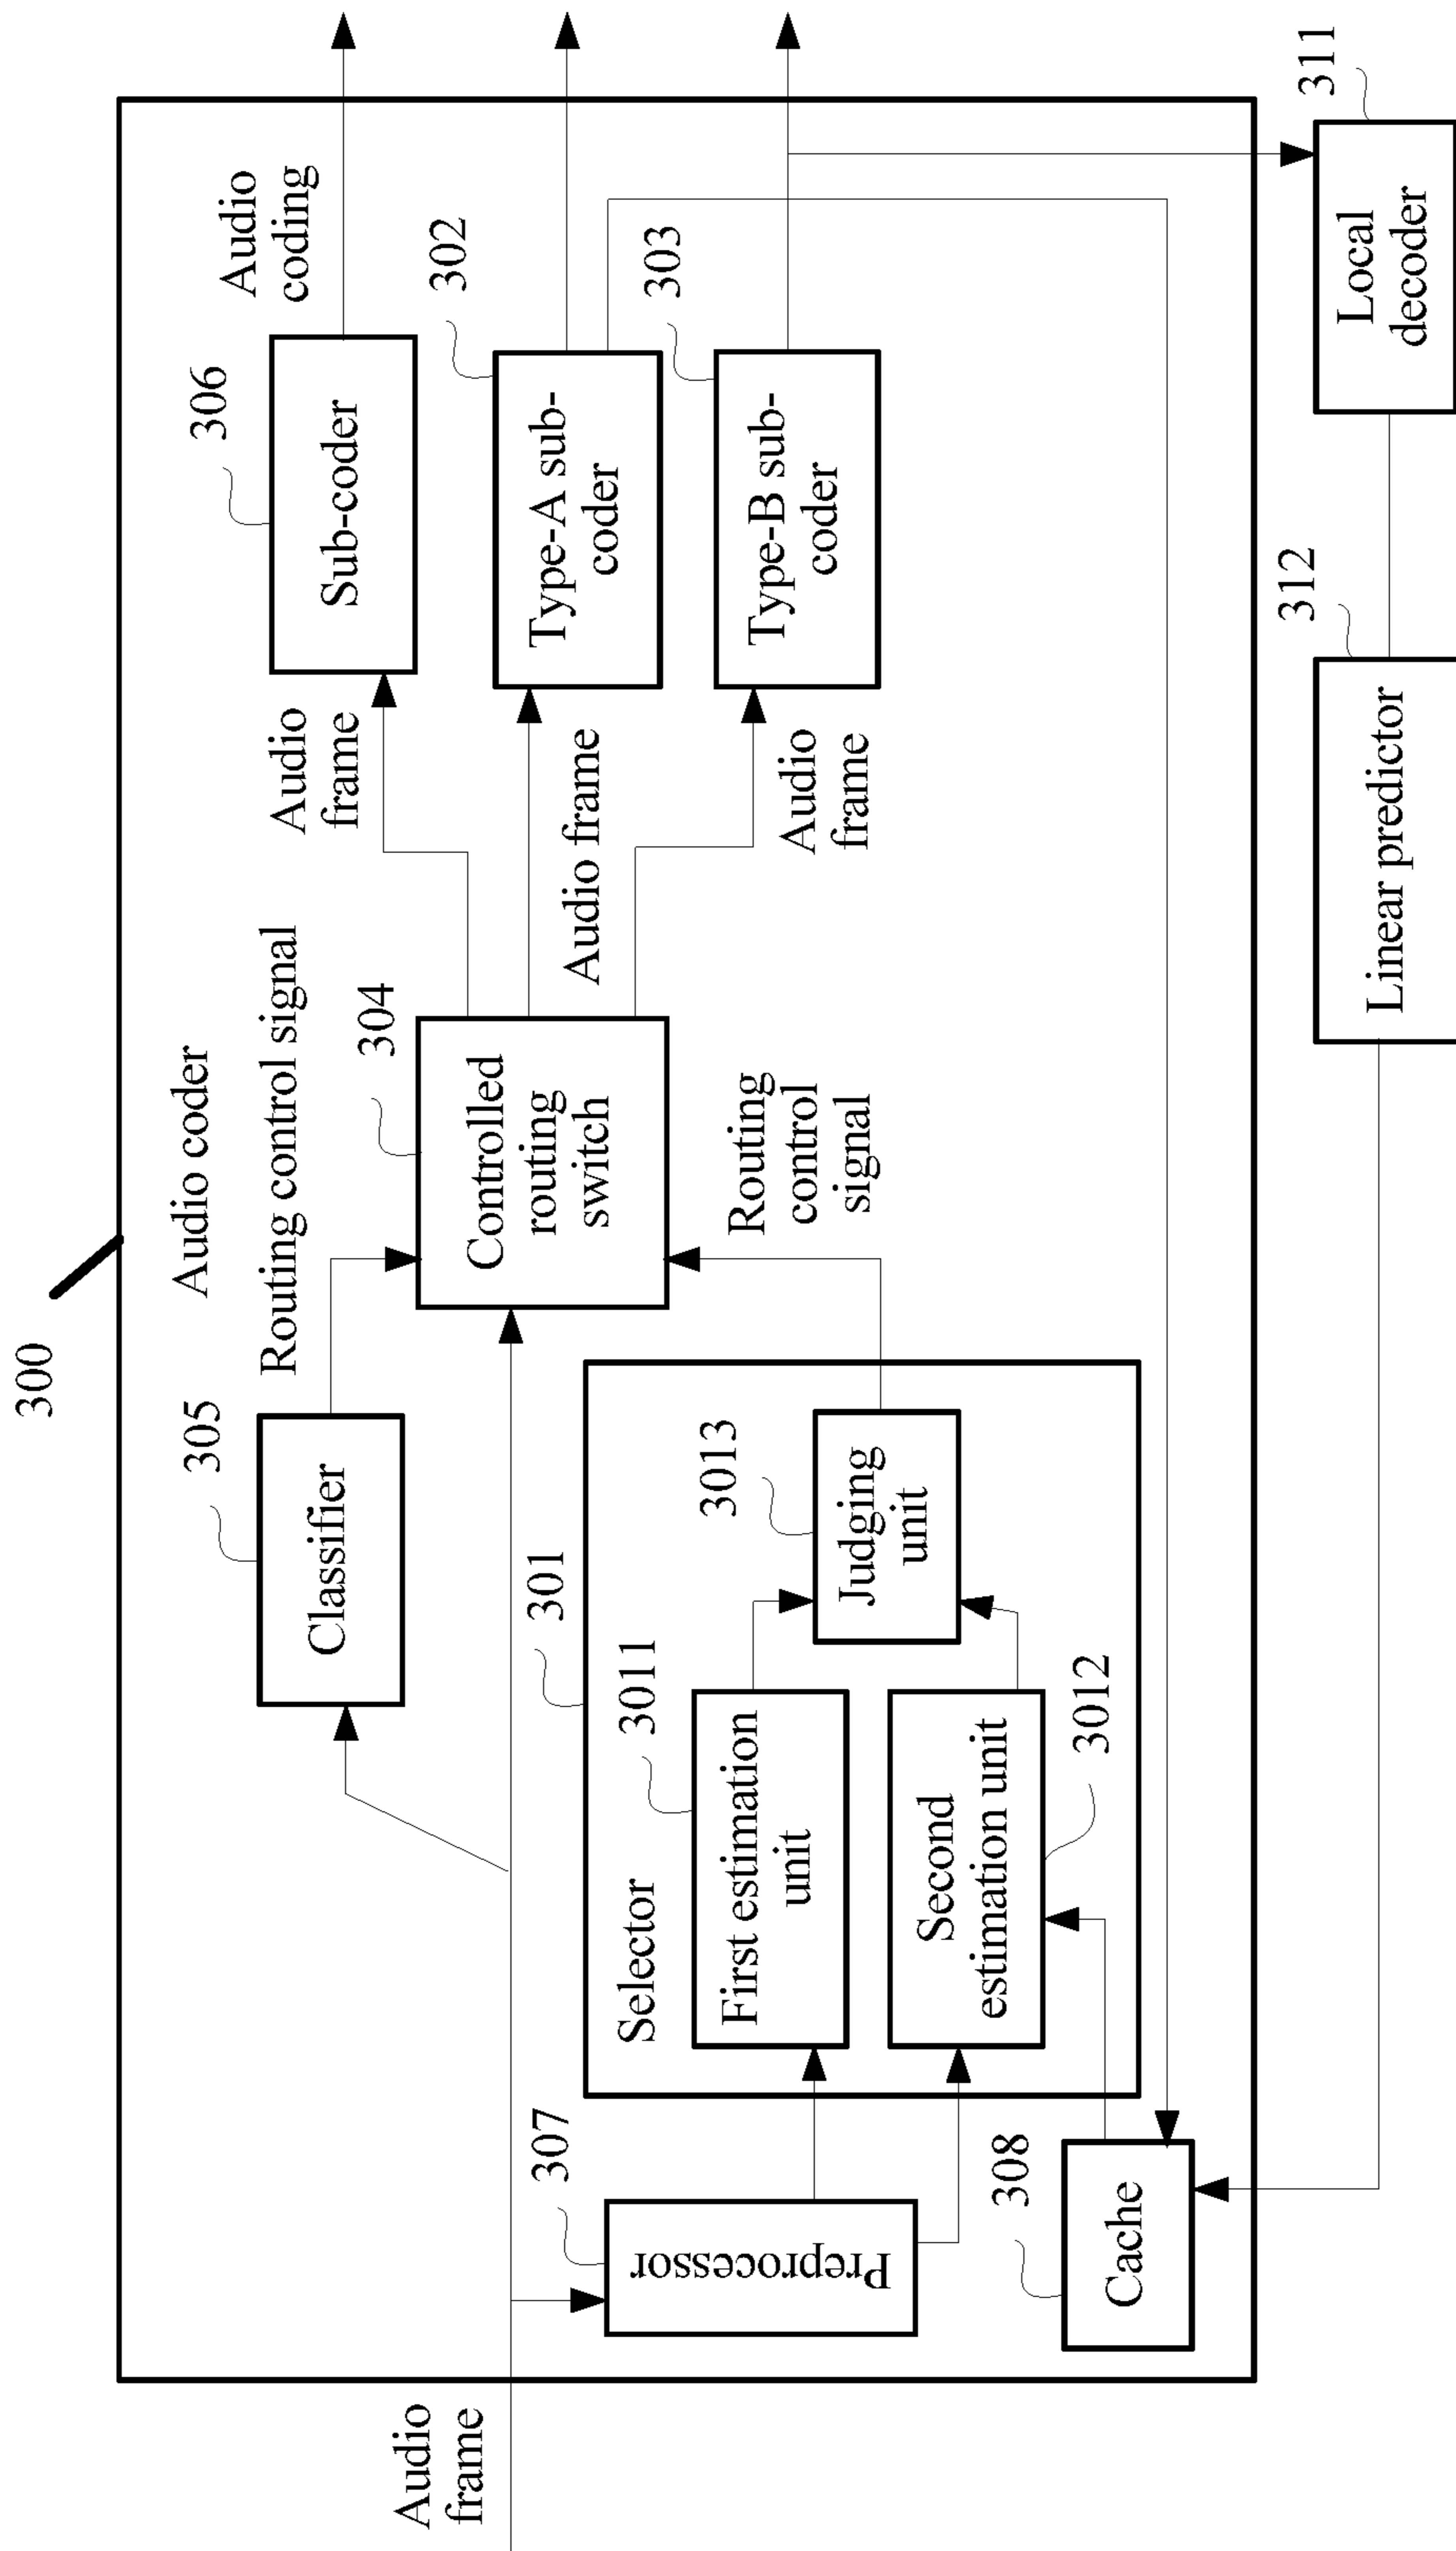 300
Audio coder
305
Classifier
Routing control signal
304
Controlled
routing
switch
Routing
control
signal
Audio
frame
Audio frame
Audio
frame
306
Sub-coder
Audio
coding
302
Type-A sub-
coder
303
Type-B sub-
coder
Audio
frame
307
Preprocessor
301
Selector
3011
First estimation
unit
Second
estimation unit
3012
3013
Judging
unit
308
Cache
312
Linear predictor
311
Local
decoder